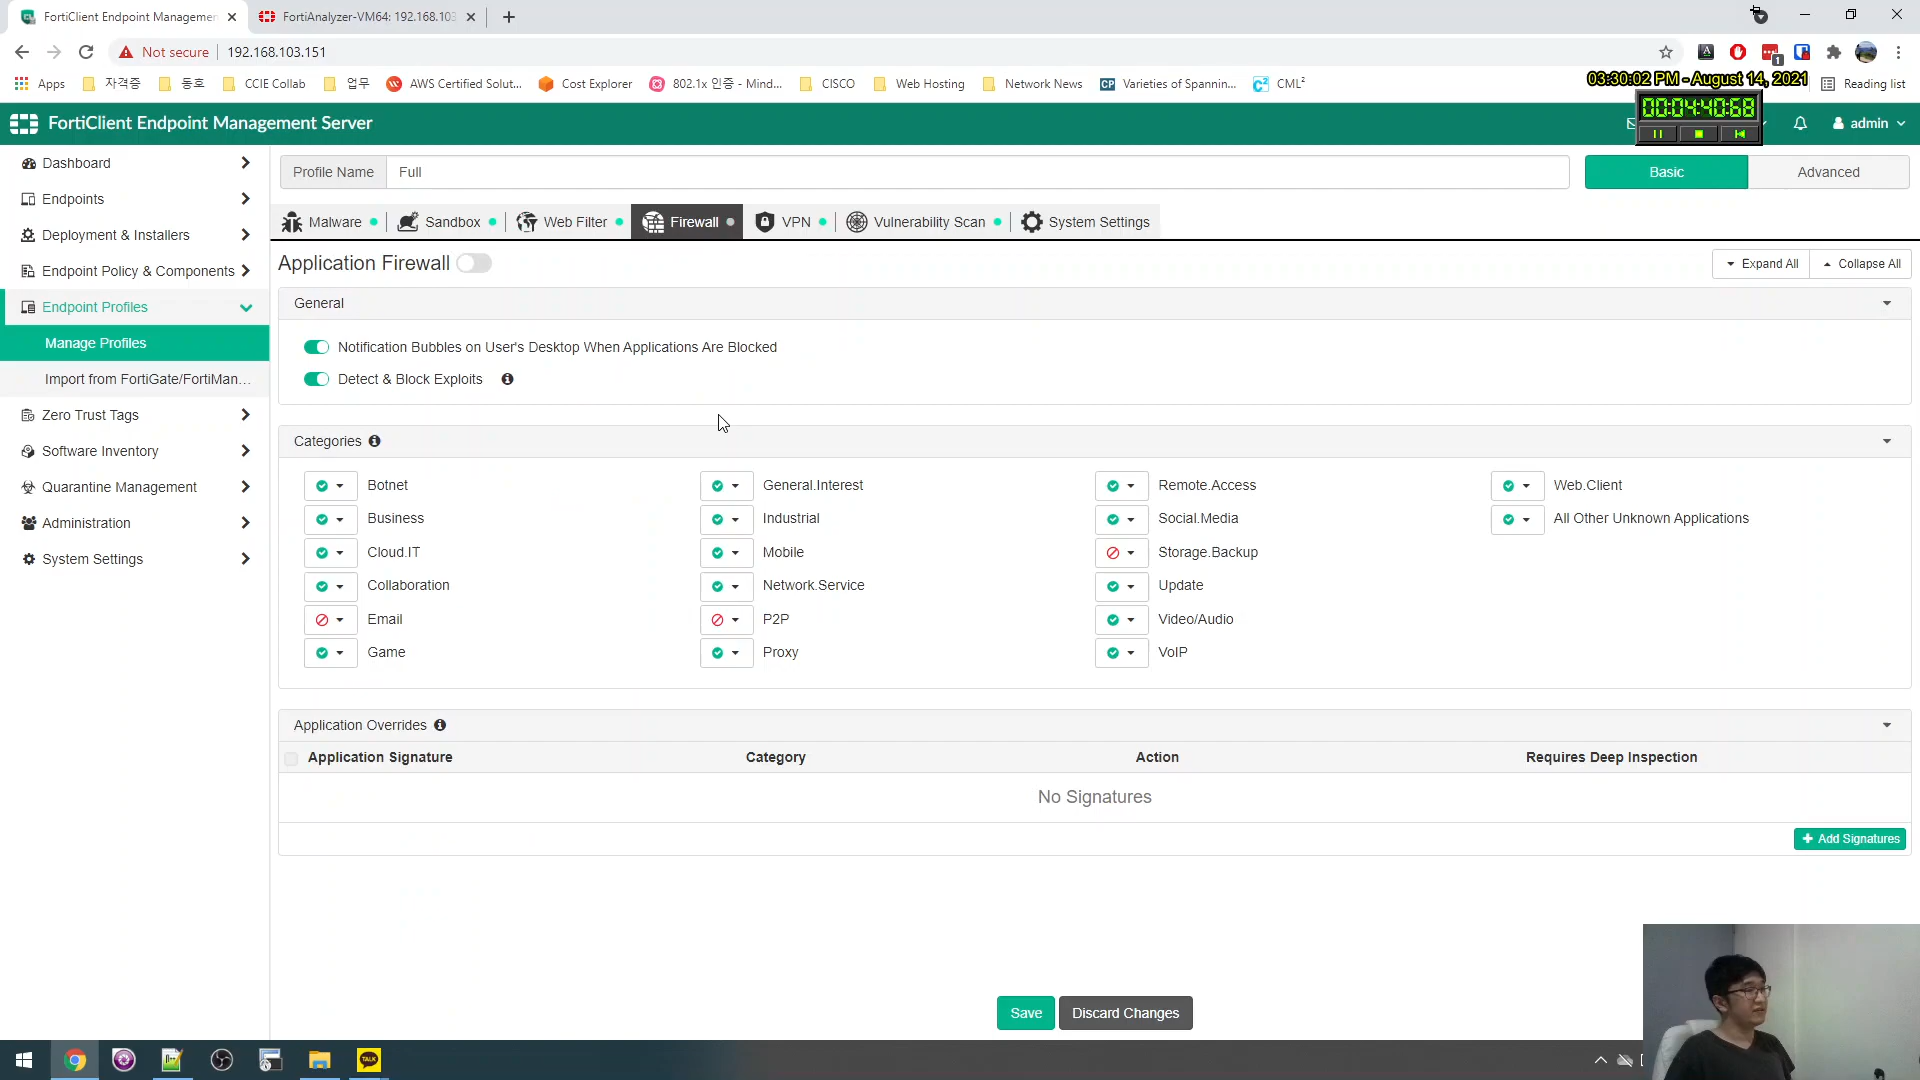 FortiClient Endpoint Managemen
FortiAnalyzer-VM64: 192.168.103
Not secure
192.168.103.151
1
Apps
자격증
동호
CCIE Collab
업무
AWS Certified Solut...
Cost Explorer
802.1x 인증 - Mind...
CISCO
Web Hosting
Network News
CP
Varieties of Spannin...
CML²
Reading list
03:30:02 PM - August 14, 2021
00:04:40:68
FortiClient Endpoint Management Server
admin
Dashboard
Endpoints
Deployment & Installers
Endpoint Policy & Components
Endpoint Profiles
Manage Profiles
Import from FortiGate/FortiMan...
Zero Trust Tags
Software Inventory
Quarantine Management
Administration
System Settings
Profile Name
Full
Basic
Advanced
Malware
Sandbox
Web Filter
Firewall
VPN
Vulnerability Scan
System Settings
Application Firewall
Expand All
Collapse All
General
Notification Bubbles on User's Desktop When Applications Are Blocked
Detect & Block Exploits
Categories
Botnet
Business
Cloud.IT
Collaboration
Email
Game
General.Interest
Industrial
Mobile
Network.Service
P2P
Proxy
Remote.Access
Social.Media
Storage.Backup
Update
Video/Audio
VoIP
Web.Client
All Other Unknown Applications
Application Overrides
Application Signature
Category
Action
Requires Deep Inspection
No Signatures
+ Add Signatures
Save
Discard Changes
TALK